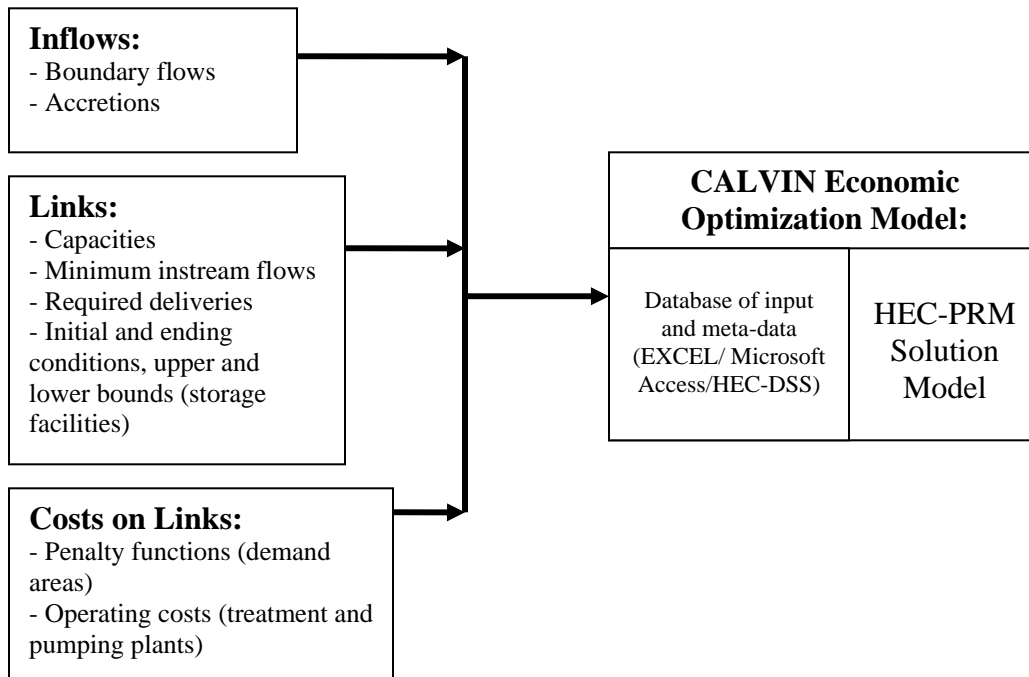 Inflows:
- Boundary flows
- Accretions
Links:
- Capacities
- Minimum instream flows
- Required deliveries
- Initial and ending
conditions, upper and
lower bounds (storage
facilities)
Costs on Links:
- Penalty functions (demand
areas)
- Operating costs (treatment and
pumping plants)
CALVIN Economic
Optimization Model:
Database of input
and meta-data
(EXCEL/ Microsoft
Access/HEC-DSS)
HEC-PRM
Solution
Model